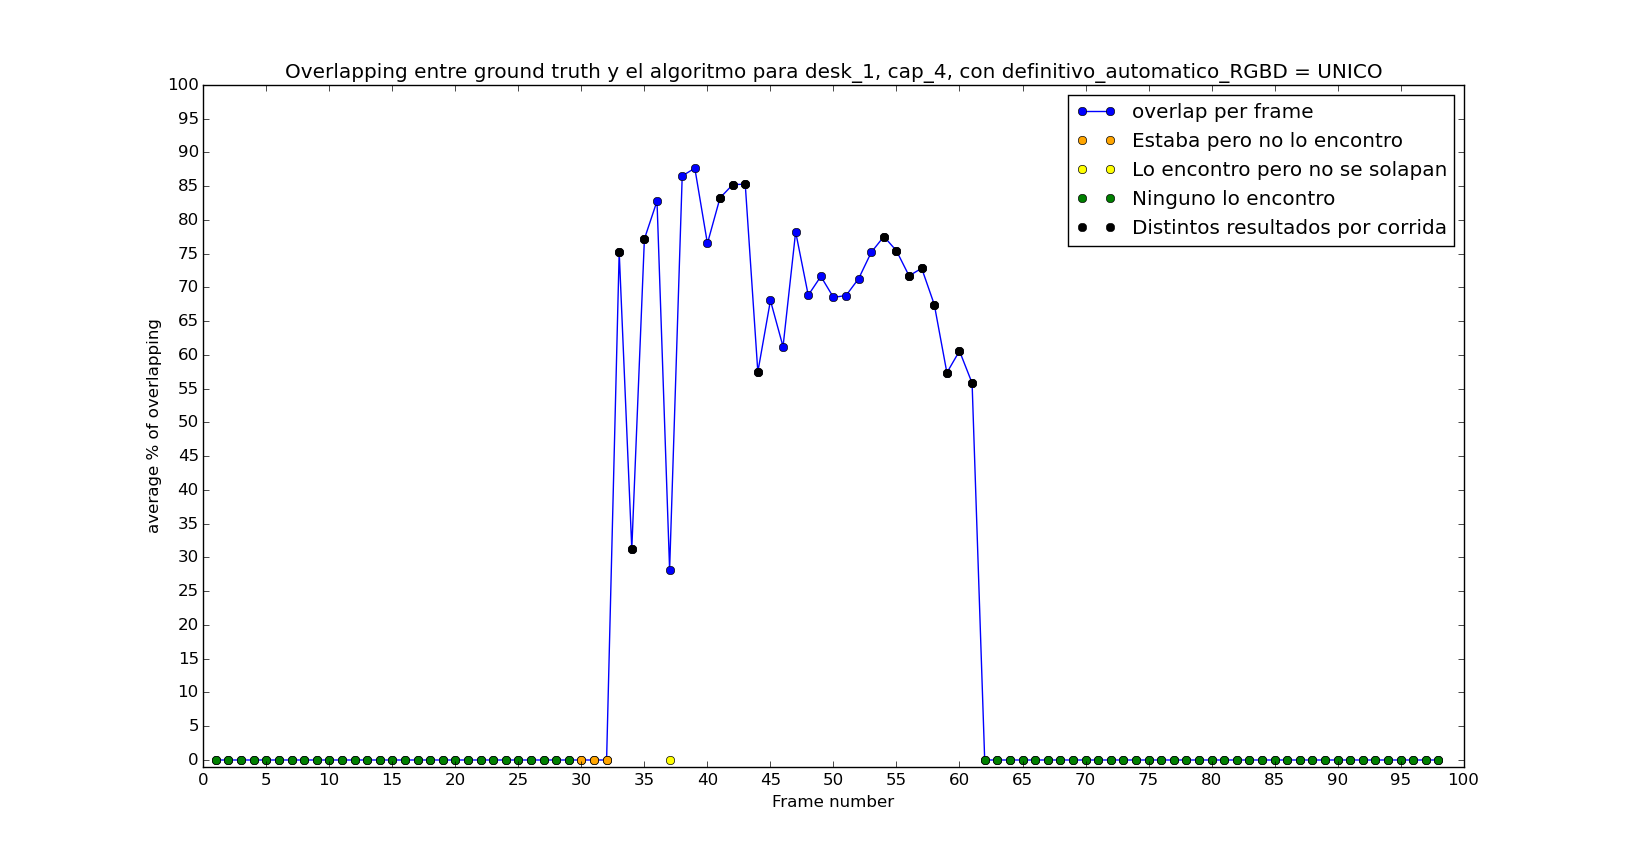 Overlapping entre ground truth y el algoritmo para desk_1, cap_4, con definitivo_automatico_RGBD = UNICO
100
95
90
85
80
75
70
65
60
55
50
45
40
35
30
25
20
15
10
5
0
average % of overlapping
overlap per frame
Estaba pero no lo encontro
Lo encontro pero no se solapan
Ninguno lo encontro
Distintos resultados por corrida
0 5 10 15 20 25 30 35 40 45 50 55 60 65 70 75 80 85 90 95 100
Frame number